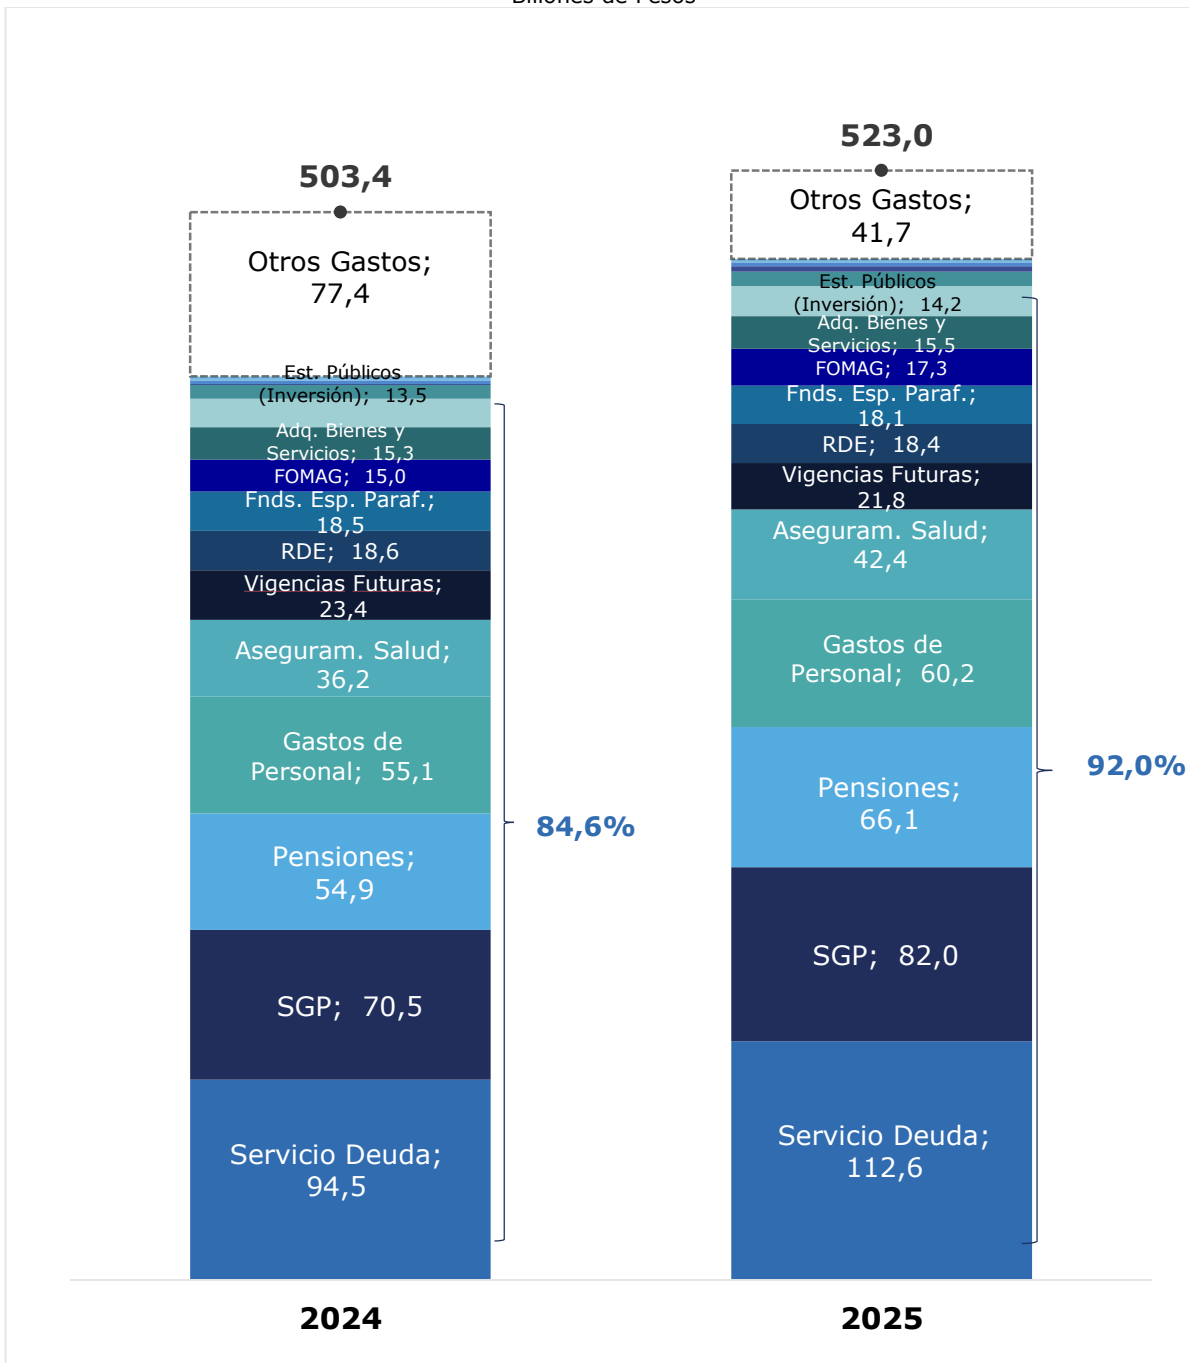 Billones de Pesos
503,4
Otros Gastos;
77,4
Est. Públicos
(Inversión); 13,5
Adq. Bienes y
Servicios; 15,3
FOMAG; 15,0
Fnds. Esp. Paraf.;
18,5
RDE; 18,6
Vigencias Futuras;
23,4
Aseguram. Salud;
36,2
Gastos de
Personal; 55,1
Pensiones;
54,9
SGP; 70,5
Servicio Deuda;
94,5
84,6%
2024
523,0
Otros Gastos;
41,7
Est. Públicos
(Inversión); 14,2
Adq. Bienes y
Servicios; 15,5
FOMAG; 17,3
Fnds. Esp. Paraf.;
18,1
RDE; 18,4
Vigencias Futuras;
21,8
Aseguram. Salud;
42,4
Gastos de
Personal; 60,2
Pensiones;
66,1
SGP; 82,0
Servicio Deuda;
112,6
92,0%
2025